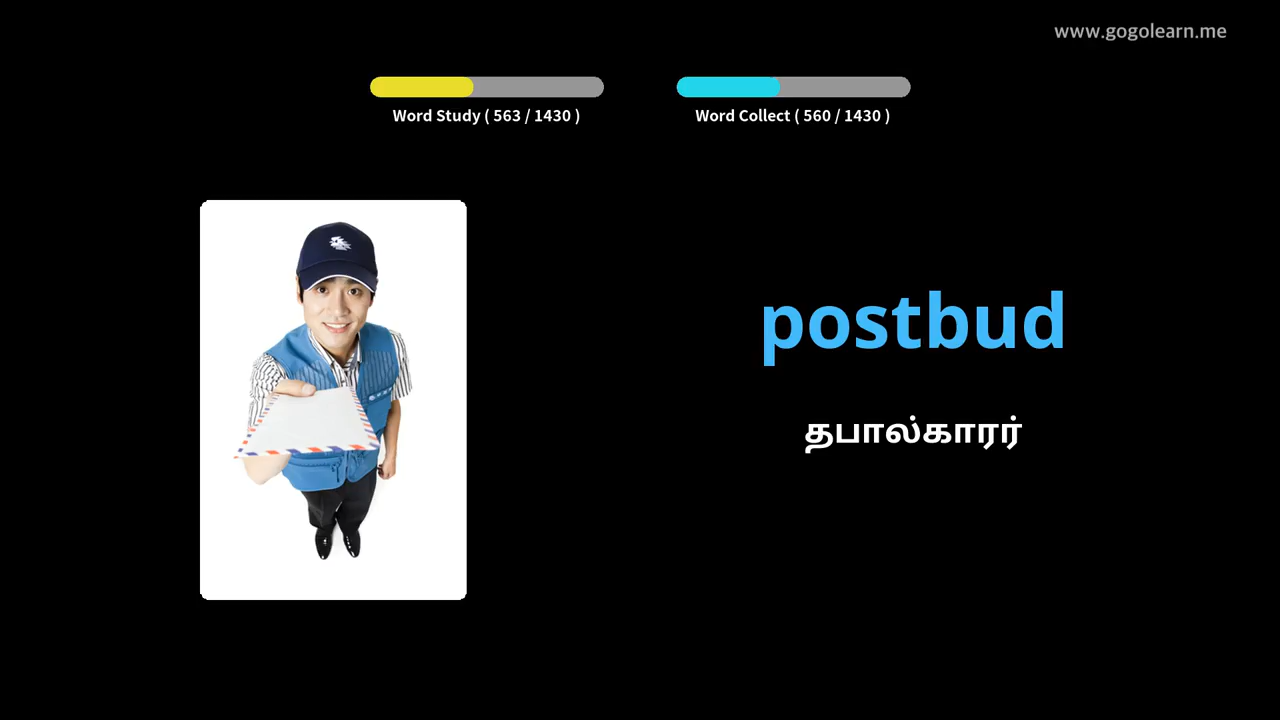 www.gogolearn.me
Word Study ( 563 / 1430 )
Word Collect ( 560 / 1430 )
postbud
தபால்காரர்